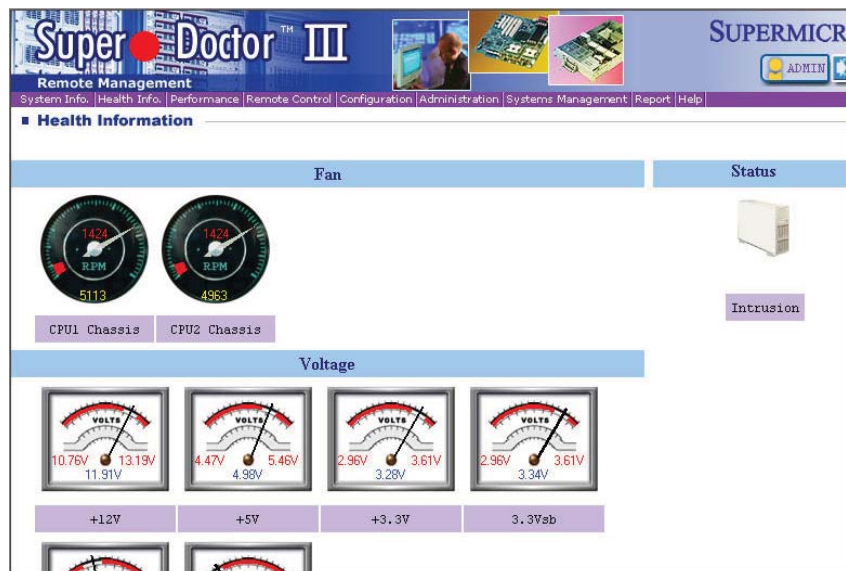 Super Doctor ™ III
Remote Management
SUPERMICR
ADMIN
System Info. | Health Info. | Performance | Remote Control | Configuration | Administration | Systems Management | Report | Help
Health Information
Fan
Status
1424
RPM
5113
1424
RPM
4963
CPU1 Chassis
CPU2 Chassis
Intrusion
Voltage
VOLTS
10.76V 13.19V
11.91V
VOLTS
4.47V 5.46V
4.98V
VOLTS
2.96V 3.61V
3.28V
VOLTS
2.96V 3.61V
3.34V
+12V
+5V
+3.3V
3.3Vsb